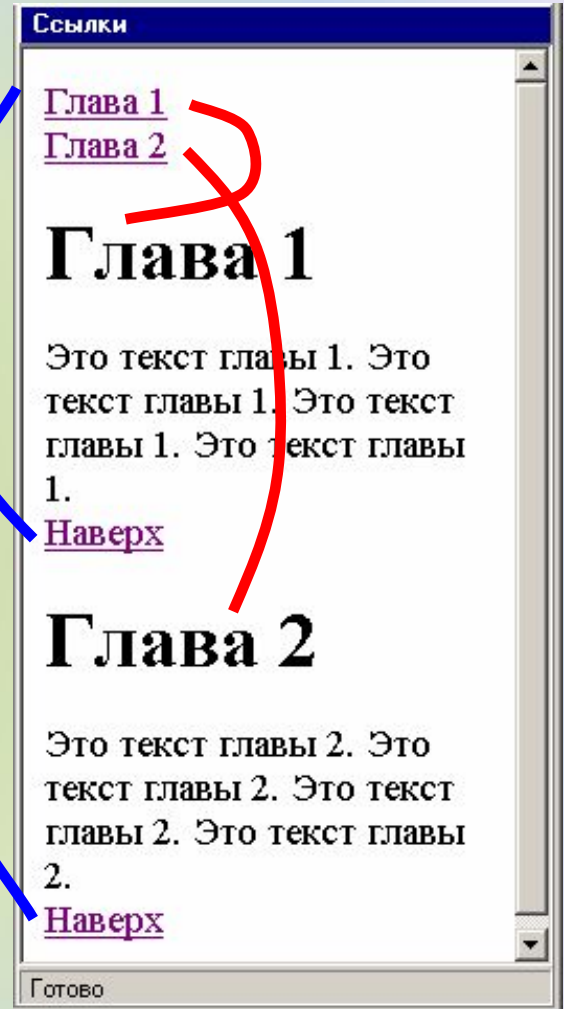 Ссылки
Глава 1
Глава 2
Глава 1
Это текст главы 1. Это
текст главы 1. Это текст
главы 1. Это текст главы
1.
Наверх
Глава 2
Это текст главы 2. Это
текст главы 2. Это текст
главы 2. Это текст главы
2.
Наверх
Готово